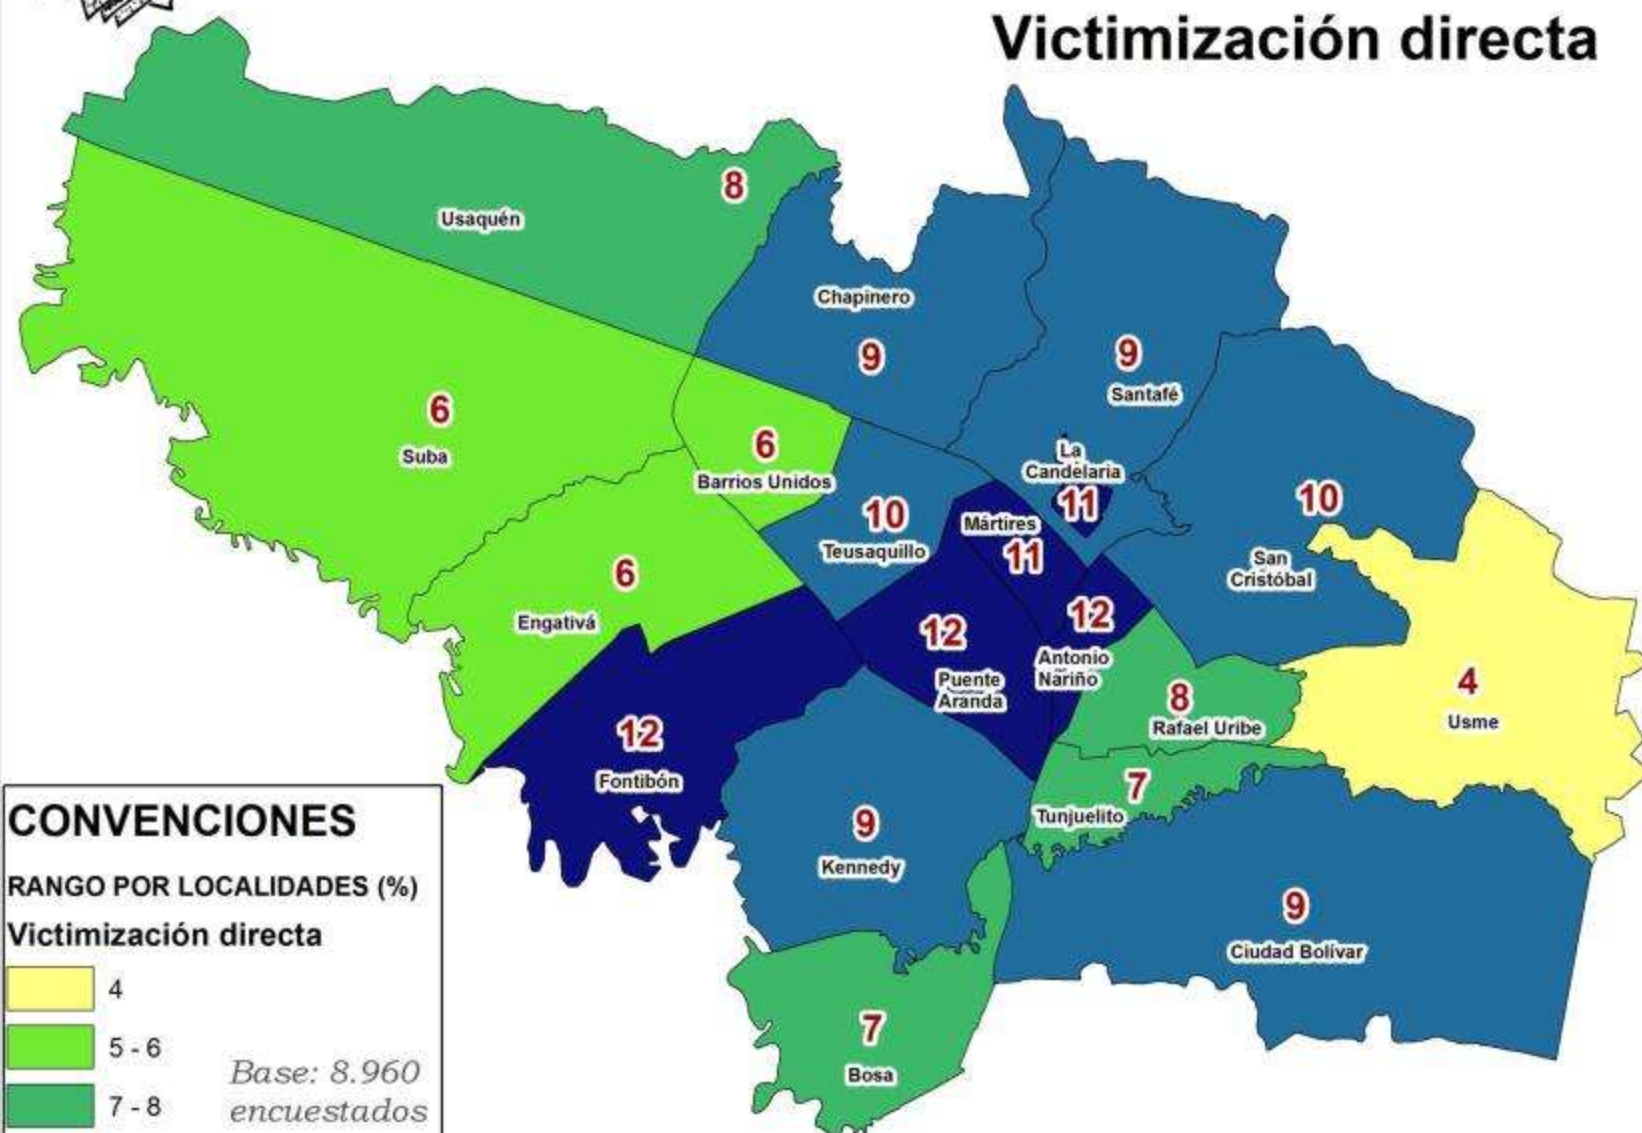 Victimización directa
8
Usaquén
Chapinero
9
9
Santafé
6
Suba
6
Barrios Unidos
La
Candelaria
11
10
Teusaquillo
Mártires
11
10
San
Cristóbal
6
Engativá
12
Puente
Aranda
12
Antonio
Nariño
8
Rafael Uribe
4
Usme
12
Fontibón
7
Tunjuelito
9
Kennedy
9
Ciudad Bolívar
7
Bosa
CONVENCIONES
RANGO POR LOCALIDADES (%)
Victimización directa
4
5 - 6
7 - 8
Base: 8.960
encuestados